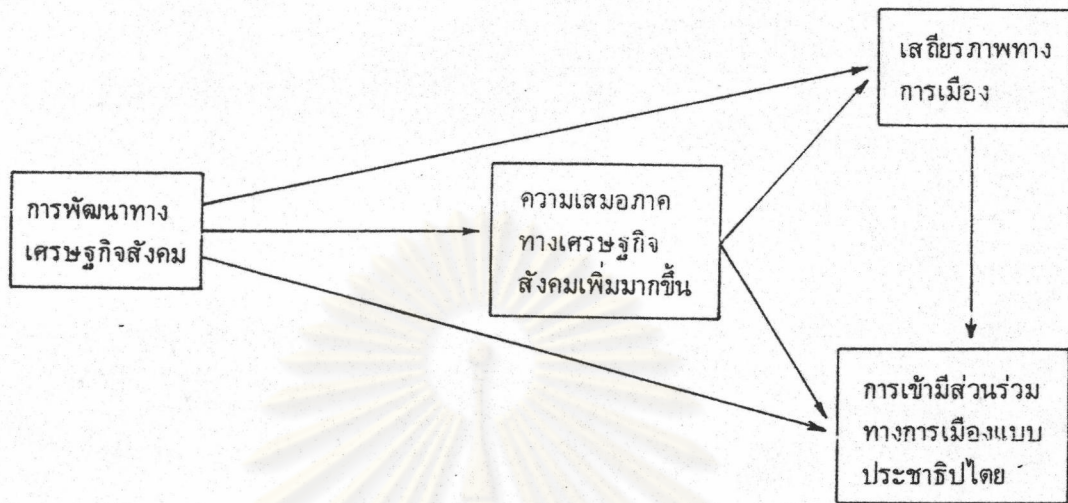 เสถียรภาพทาง
การเมือง
การพัฒนาทาง
เศรษฐกิจสังคม
ความเสมอภาค
ทางเศรษฐกิจ
สังคมเพิ่มมากขึ้น
การเข้ามีส่วนร่วม
ทางการเมืองแบบ
ประชาธิปไตย